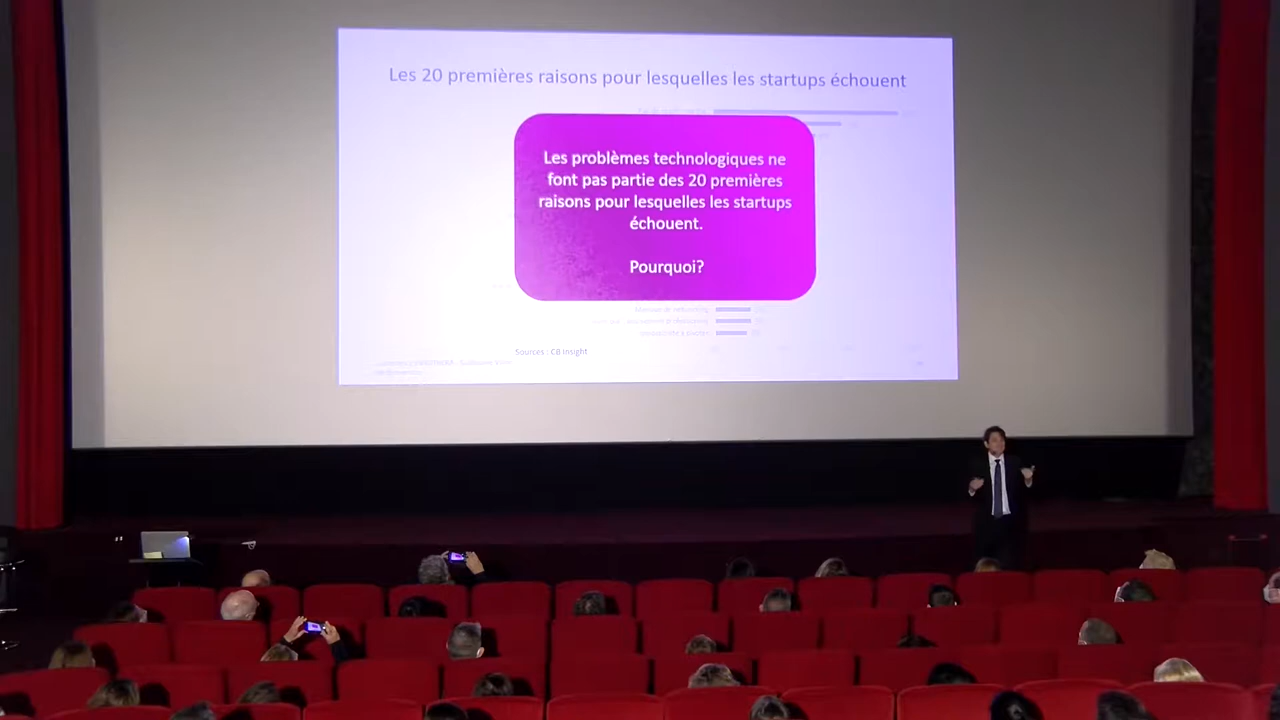 Les 20 premières raisons pour lesquelles les startups échouent
Les problèmes technologiques ne
font pas partie des 20 premières
raisons pour lesquelles les startups
échouent.
Pourquoi?
Sources : CB Insight